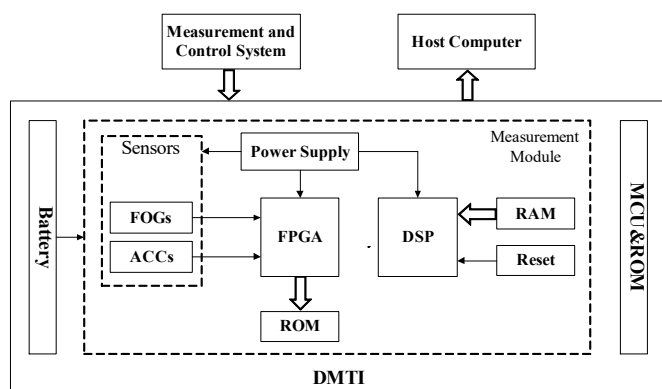 Measurement and
Control System
Host Computer
Sensors
Power Supply
Measurement
Module
Battery
FOGs
FPGA
DSP
RAM
ACCs
Reset
MCU&ROM
ROM
DMTI